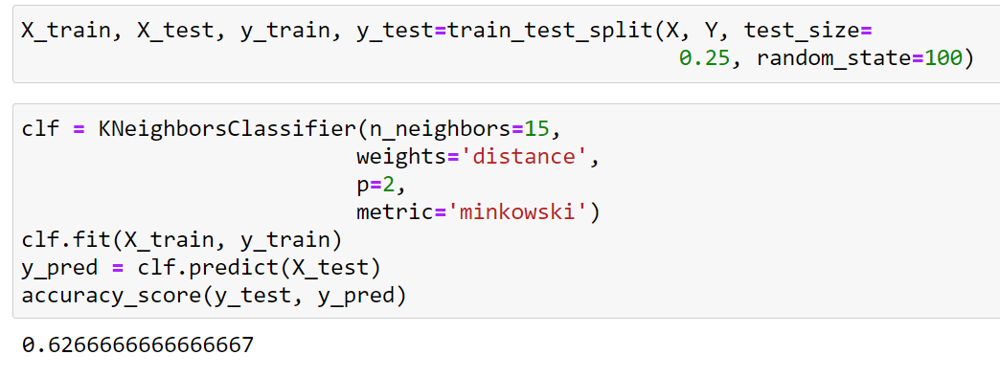 X_train, X_test, y_train, y_test=train_test_split(X, Y, test_size=
0.25, random_state=100)
clf = KNeighborsClassifier(n_neighbors=15,
weights='distance',
p=2,
metric='minkowski')
clf.fit(X_train, y_train)
y_pred = clf.predict(X_test)
accuracy_score(y_test, y_pred)
0.6266666666666667